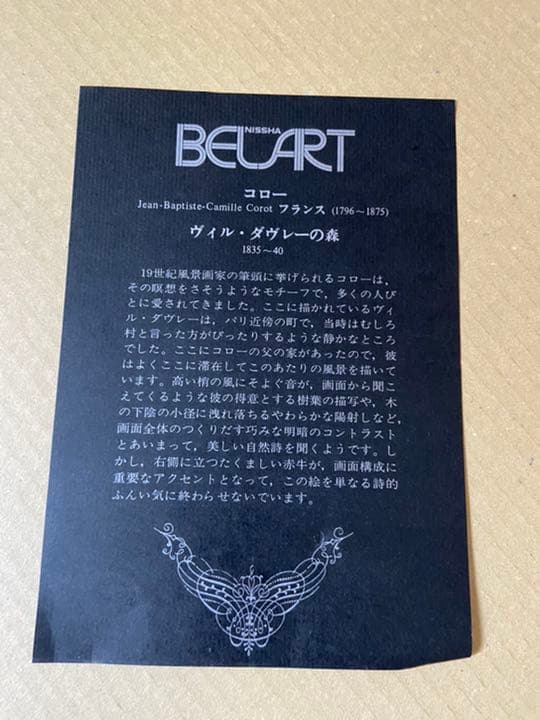 NISSHA
BELART
コロー
Jean-Baptiste-Camille Corot フランス (1796～1875)
ヴィル・ダヴレーの森
1835～40
19世紀風景画家の筆頭に挙げられるコローは,
その瞑想をさそうようなモチーフで, 多くの人び
とに愛されてきました。ここに描かれているヴィ
ル・ダヴレーは, パリ近傍の町で, 当時はむしろ
村と言った方がぴったりするような静かなところ
でした。ここにコローの父の家があったので, 彼
はよくここに滞在してこのあたりの風景を描いて
います。高い梢の風にそよぐ音が, 画面から聞こ
えてくるような彼の得意とする樹葉の描写や, 木
の下陰の小径に洩れ落ちるやわらかな陽射しなど,
画面全体のつくりだす巧みな明暗のコントラスト
とあいまって, 美しい自然詩を聞くようです。し
かし, 右側に立つたくましい赤牛が, 画面構成に
重要なアクセントとなって, この絵を単なる詩的
ふんい気に終わらせないでいます。